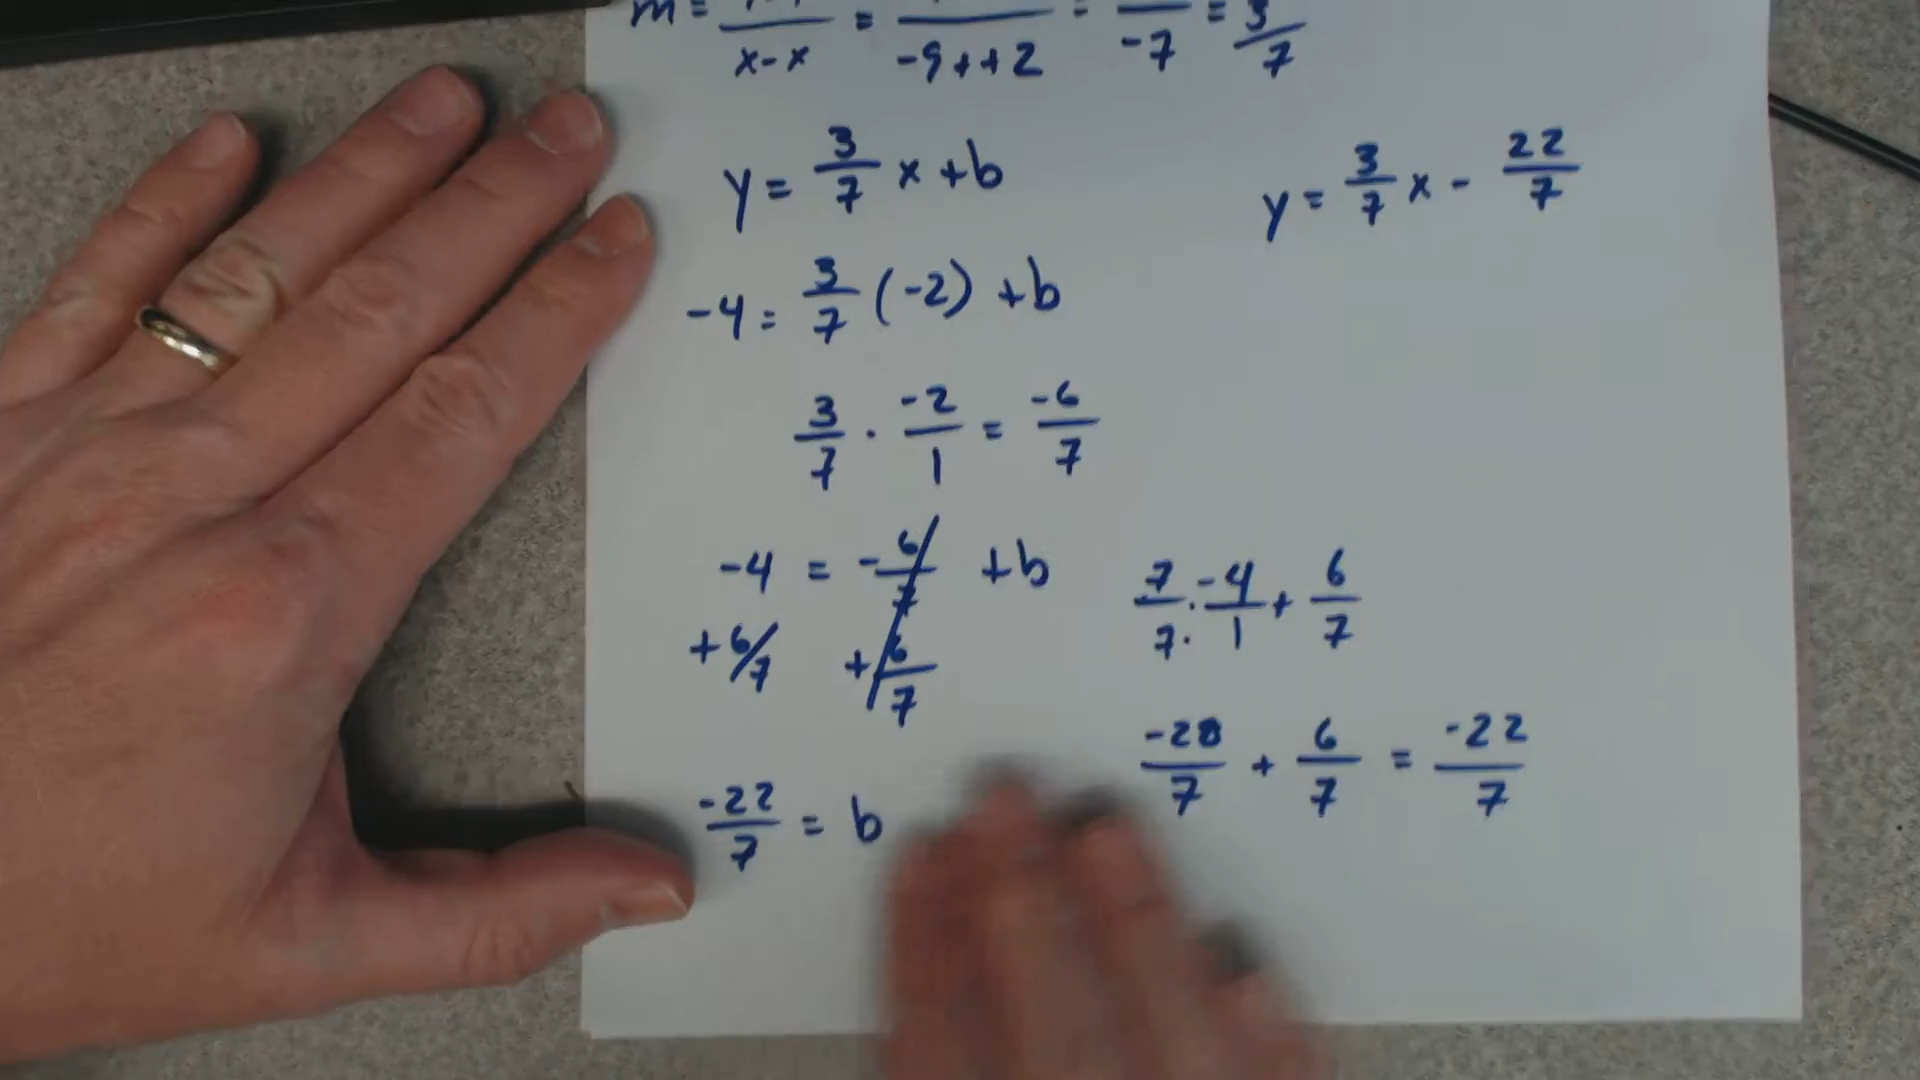 m = / x-x = / -9++2 = / -7 = 3/7
y = 3/7 x + b
y = 3/7 x - 22/7
-4 = 3/7 (-2) + b
3/7 · -2/1 = -6/7
-4 = -6/7 + b
+6/7 +6/7
7/7 · -4/1 + 6/7
-28/7 + 6/7 = -22/7
-22/7 = b